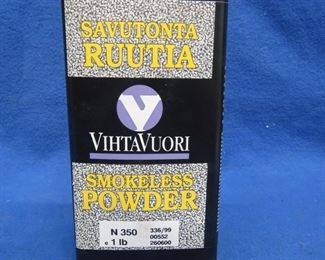 SAVUTONTA
RUUTIA
VIHTAVUORI
SMOKELESS
POWDER
N 350 336/99
00552
e 1 lb 260600